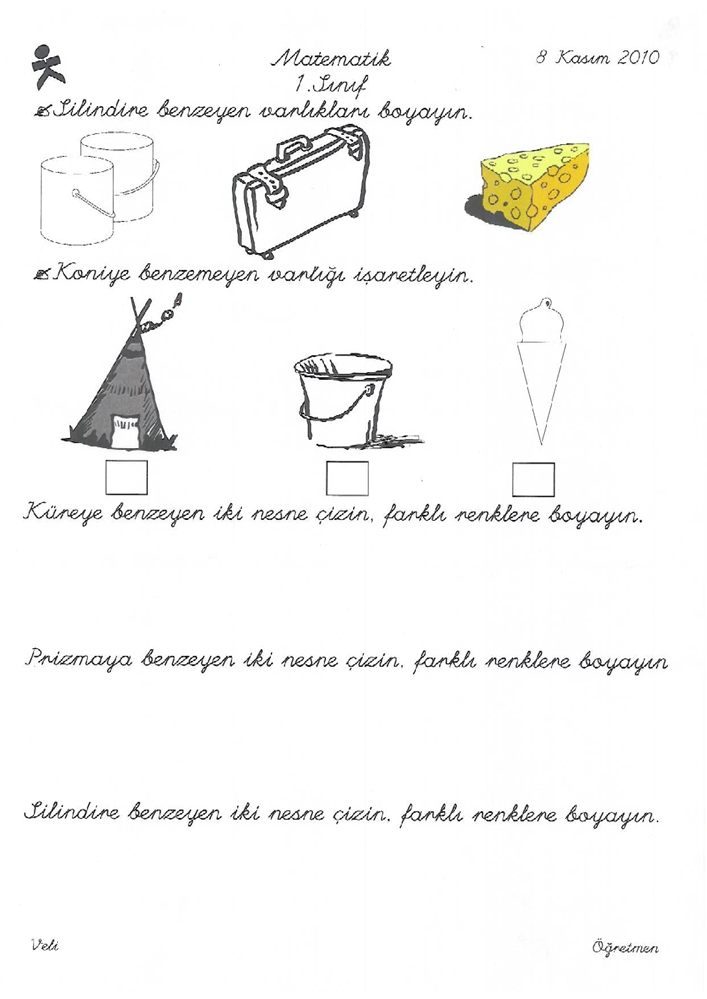 Matematik
8 Kasım 2010
1.Sınıf
Silindire benzeyen varlıkları boyayın.
Koniye benzemeyen varlığı işaretleyin.
Küreye benzeyen iki nesne çizin, farklı renklere boyayın.
Prizmaya benzeyen iki nesne çizin, farklı renklere boyayın
Silindire benzeyen iki nesne çizin, farklı renklere boyayın.
Veli
Öğretmen